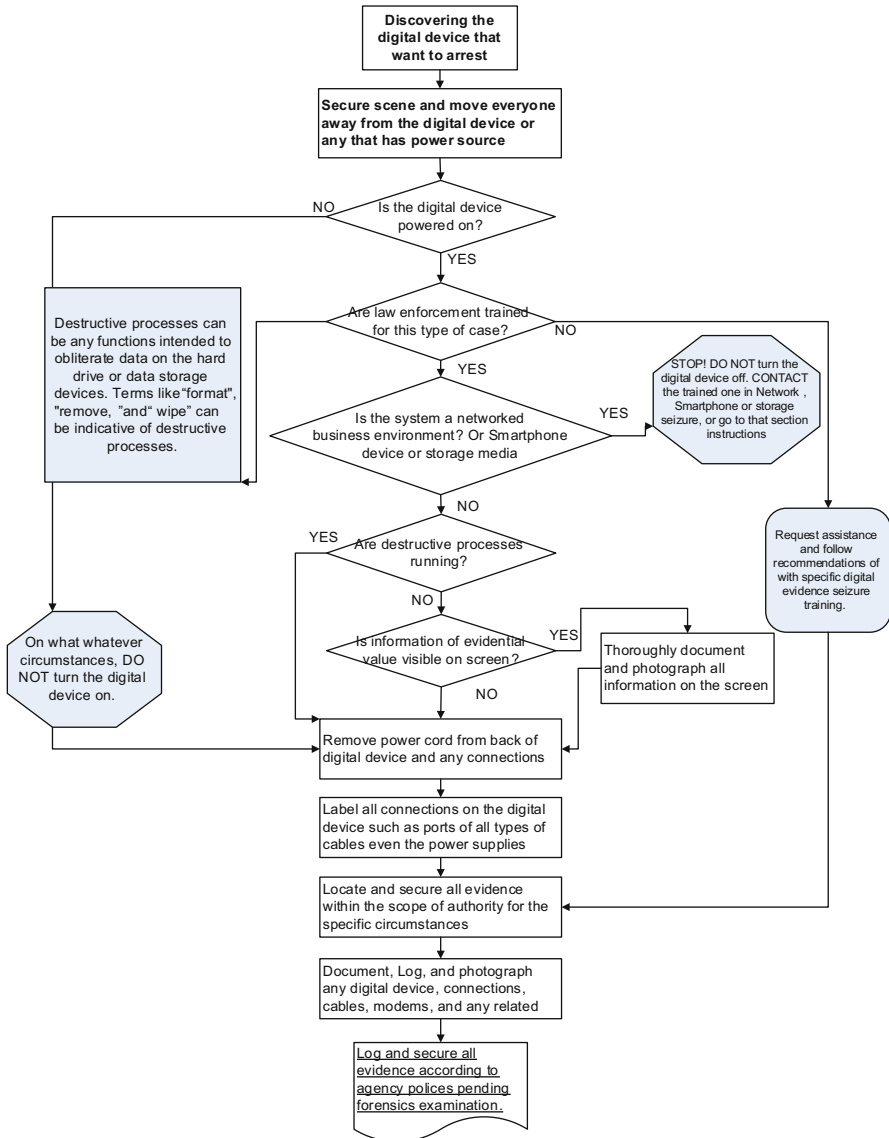 Discovering the
digital device that
want to arrest
Secure scene and move everyone
away from the digital device or
any that has power source
NO
Is the digital device
powered on?
YES
Destructive processes can
be any functions intended to
obliterate data on the hard
drive or data storage
devices. Terms like“format",
"remove, ”and“ wipe” can
be indicative of destructive
processes.
Are law enforcement trained
for this type of case?
NO
YES
STOP! DO NOT turn the
digital device off. CONTACT
the trained one in Network ,
Smartphone or storage
seizure, or go to that section
instructions
Is the system a networked
business environment? Or Smartphone
device or storage media
YES
NO
YES
Are destructive processes
running?
Request assistance
and follow
recommendations of
with specific digital
evidence seizure
training.
NO
On what whatever
circumstances, DO
NOT turn the digital
device on.
Is information of evidential
value visible on screen?
YES
Thoroughly document
and photograph all
information on the screen
NO
Remove power cord from back of
digital device and any connections
Label all connections on the digital
device such as ports of all types of
cables even the power supplies
Locate and secure all evidence
within the scope of authority for the
specific circumstances
Document, Log, and photograph
any digital device, connections,
cables, modems, and any related
Log and secure all
evidence according to
agency polices pending
forensics examination.